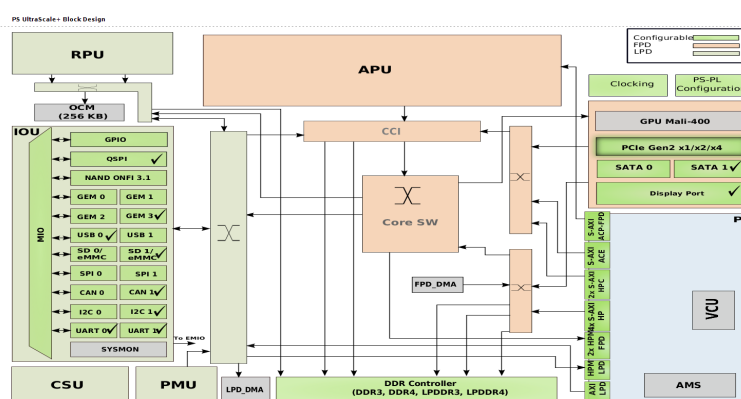 PS UltraScale+ Block Design
Configurable
FPD
LPD
RPU
APU
Clocking
PS-PL
Configuratio
OCM
(256 KB)
CCI
GPU Mali-400
PCIe Gen2 x1/x2/x4
SATA 0
SATA 1
Display Port
IOU
MIO
GPIO
QSPI
NAND ONFI 3.1
GEM 0
GEM 1
GEM 2
GEM 3
USB 0
USB 1
SD 0/
eMMC
SD 1/
eMMC
SPI 0
SPI 1
CAN 0
CAN 1
I2C 0
I2C 1
UART 0
UART 1
SYSMON
To EMIO
Core SW
FPD_DMA
S-AXI
ACP-FPD
S-AXI
ACE
2x S-AXI
HPC
4x S-AXI
HP
2x HPM
FPD
HPM
LPD
AXI
LPD
P
VCU
AMS
CSU
PMU
LPD_DMA
DDR Controller
(DDR3, DDR4, LPDDR3, LPDDR4)